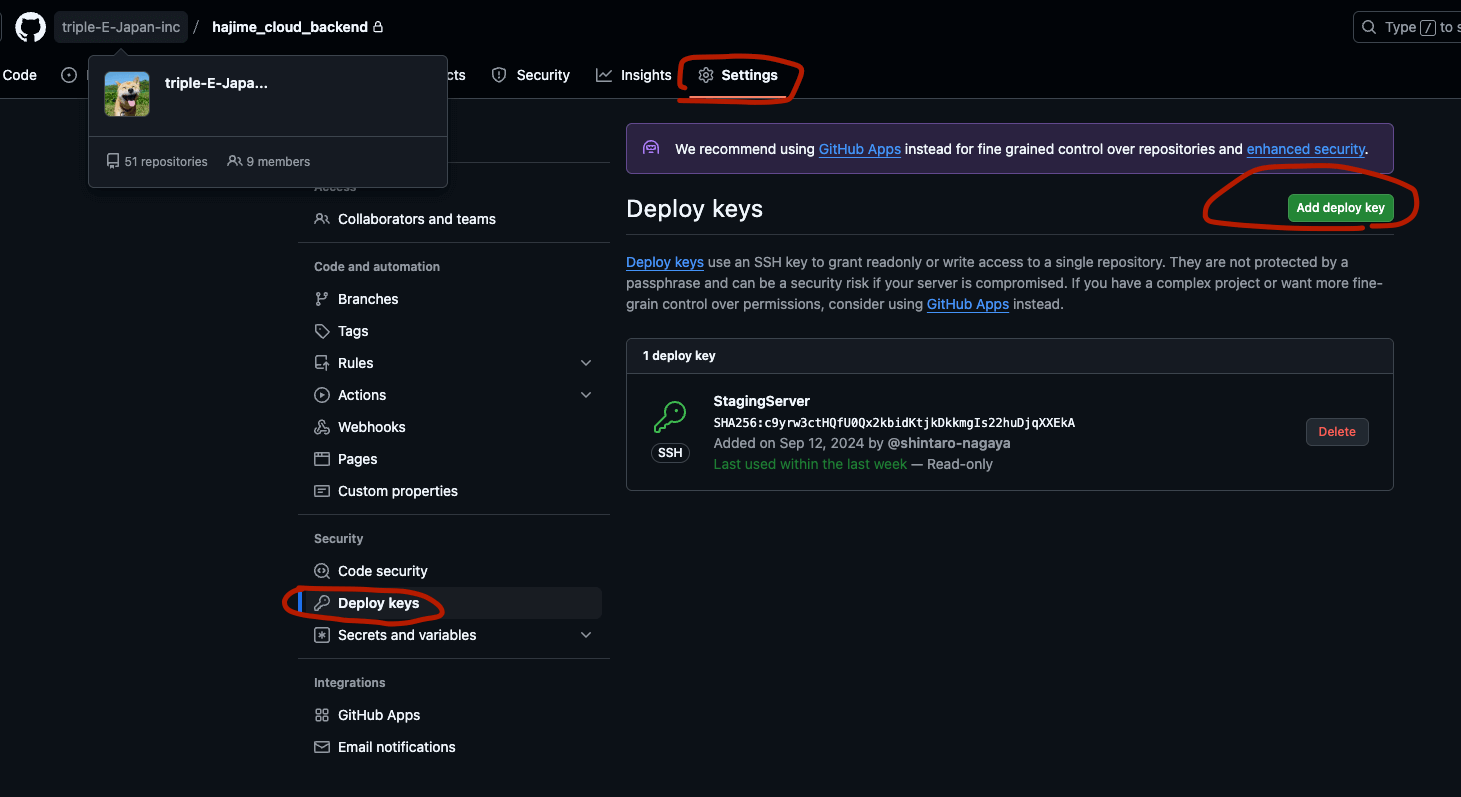 triple-E-Japan-inc / hajime_cloud_backend
Type / to s
Code
cts
Security
Insights
Settings
triple-E-Japa...
51 repositories
9 members
Access
Collaborators and teams
Code and automation
Branches
Tags
Rules
Actions
Webhooks
Pages
Custom properties
Security
Code security
Deploy keys
Secrets and variables
Integrations
GitHub Apps
Email notifications
We recommend using GitHub Apps instead for fine grained control over repositories and enhanced security.
Deploy keys
Add deploy key
Deploy keys use an SSH key to grant readonly or write access to a single repository. They are not protected by a
passphrase and can be a security risk if your server is compromised. If you have a complex project or want more fine-
grain control over permissions, consider using GitHub Apps instead.
1 deploy key
SSH
StagingServer
SHA256:c9yrw3ctHQfU0Qx2kbidKtjkDkkmgIs22huDjqXXEkA
Added on Sep 12, 2024 by @shintaro-nagaya
Last used within the last week — Read-only
Delete